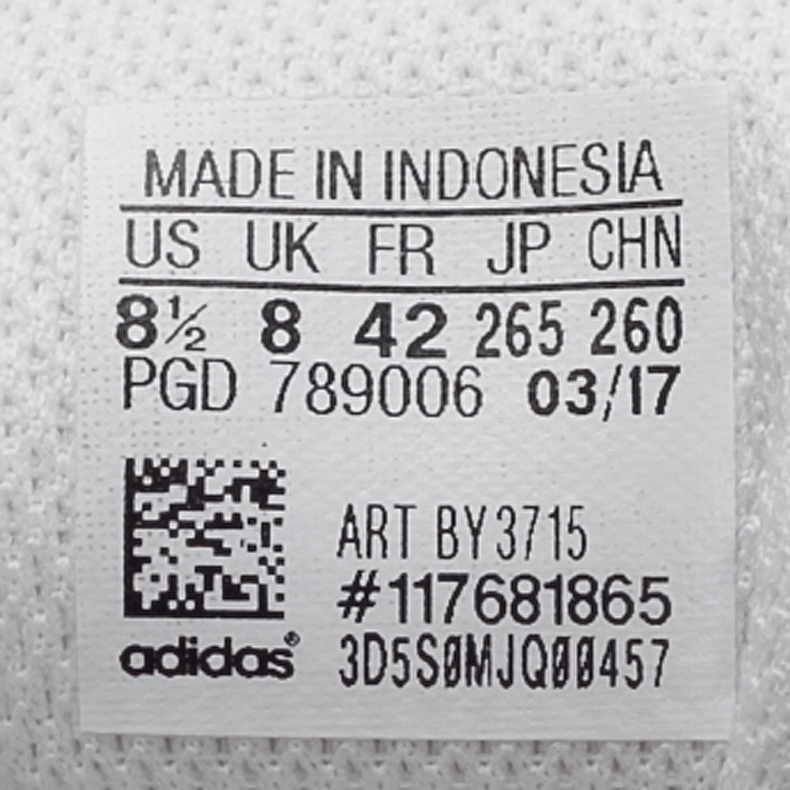 MADE IN INDONESIA
US UK FR JP CHN
8½ 8 42 265 260
PGD 789006 03/17
ART BY3715
#117681865
adidas®
3D5S0MJQ00457